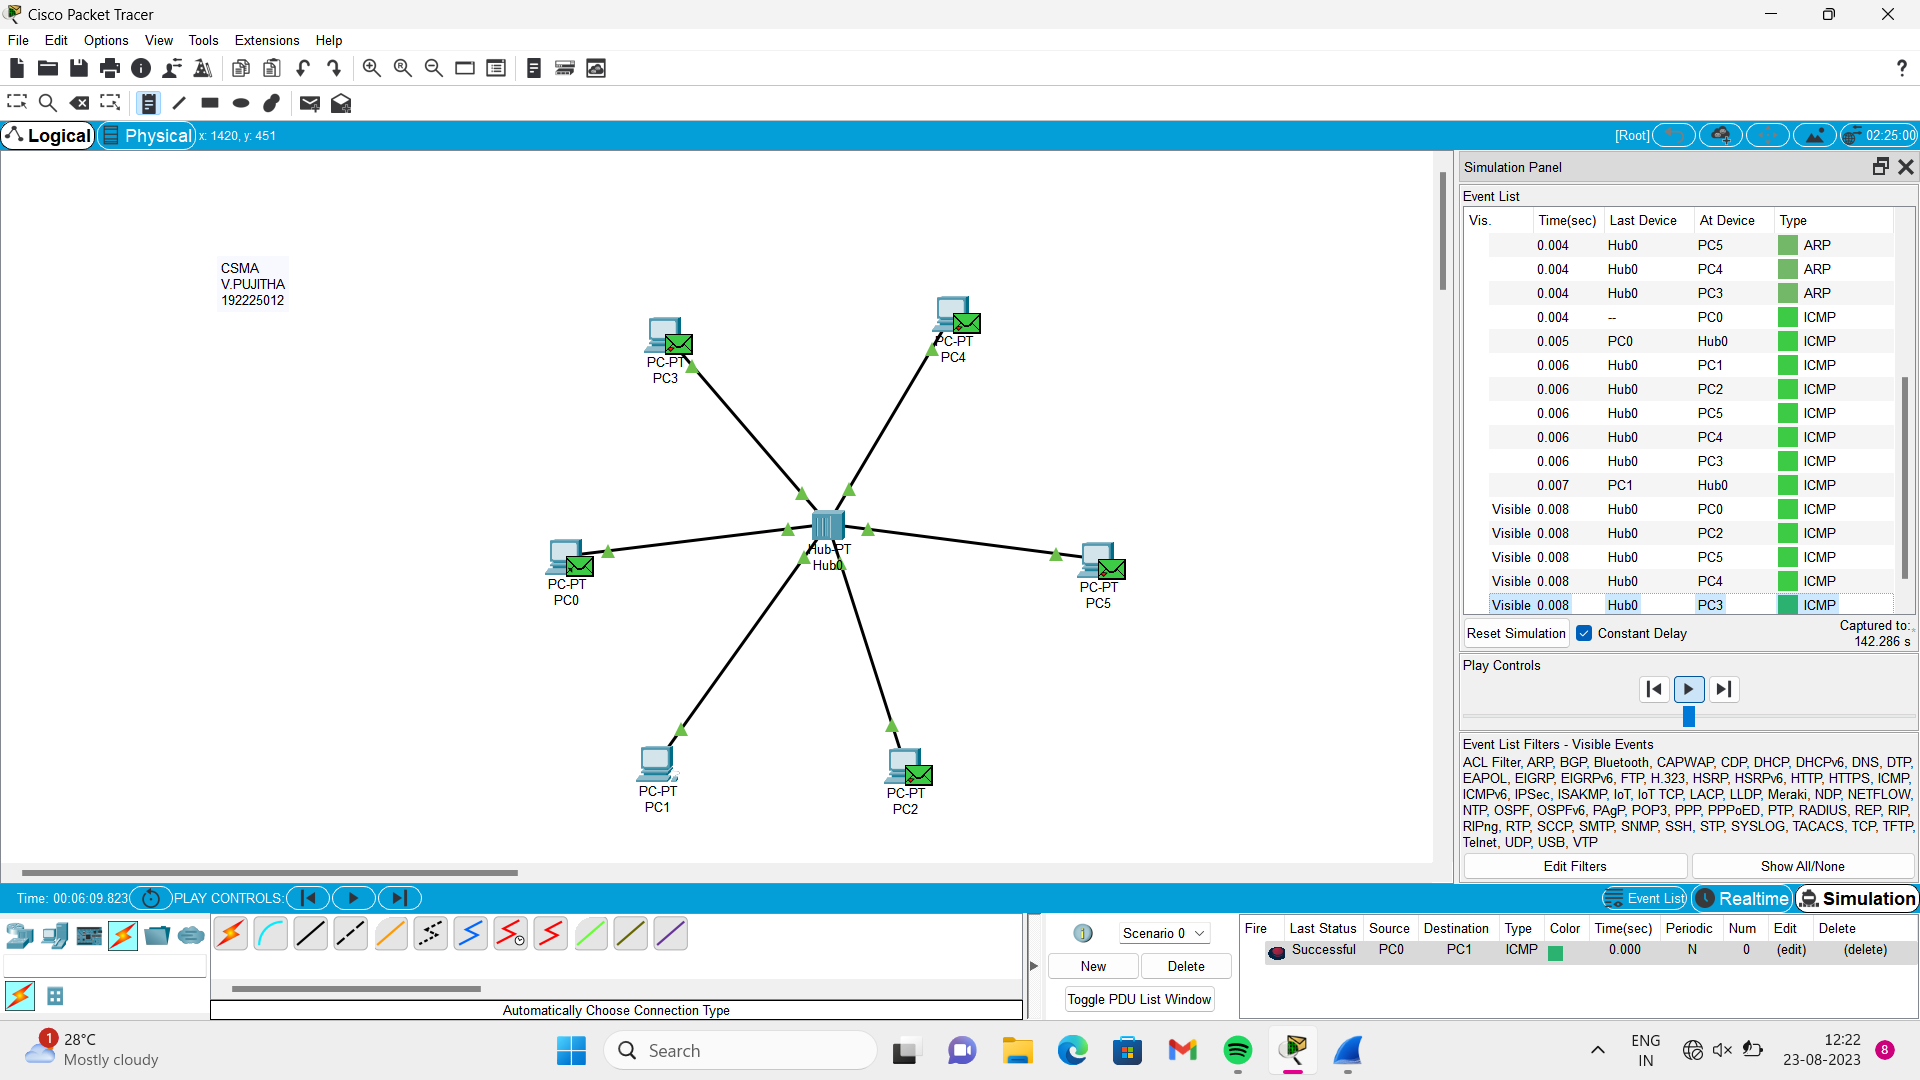 Cisco Packet Tracer
File Edit Options View Tools Extensions Help
?
Logical Physical x: 1420, y: 451 [Root] 02:25:00
CSMA
V.PUJITHA
192225012
PC-PT
PC3
PC-PT
PC4
Hub-PT
Hub0
PC-PT
PC0
PC-PT
PC5
PC-PT
PC1
PC-PT
PC2
Simulation Panel
Event List
Vis. Time(sec) Last Device At Device Type
0.004 Hub0 PC5 ARP
0.004 Hub0 PC4 ARP
0.004 Hub0 PC3 ARP
0.004 -- PC0 ICMP
0.005 PC0 Hub0 ICMP
0.006 Hub0 PC1 ICMP
0.006 Hub0 PC2 ICMP
0.006 Hub0 PC5 ICMP
0.006 Hub0 PC4 ICMP
0.006 Hub0 PC3 ICMP
0.007 PC1 Hub0 ICMP
Visible 0.008 Hub0 PC0 ICMP
Visible 0.008 Hub0 PC2 ICMP
Visible 0.008 Hub0 PC5 ICMP
Visible 0.008 Hub0 PC4 ICMP
Visible 0.008 Hub0 PC3 ICMP
Reset Simulation Constant Delay Captured to:
142.286 s
Play Controls
Event List Filters - Visible Events
ACL Filter, ARP, BGP, Bluetooth, CAPWAP, CDP, DHCP, DHCPv6, DNS, DTP,
EAPOL, EIGRP, EIGRPv6, FTP, H.323, HSRP, HSRPv6, HTTP, HTTPS, ICMP,
ICMPv6, IPSec, ISAKMP, IoT, IoT TCP, LACP, LLDP, Meraki, NDP, NETFLOW,
NTP, OSPF, OSPFv6, PAgP, POP3, PPP, PPPoED, PTP, RADIUS, REP, RIP,
RIPng, RTP, SCCP, SMTP, SNMP, SSH, STP, SYSLOG, TACACS, TCP, TFTP,
Telnet, UDP, USB, VTP
Edit Filters Show All/None
Time: 00:06:09.823 PLAY CONTROLS: Event List Realtime Simulation
Scenario 0
New Delete
Toggle PDU List Window
Fire Last Status Source Destination Type Color Time(sec) Periodic Num Edit Delete
Successful PC0 PC1 ICMP 0.000 N 0 (edit) (delete)
Automatically Choose Connection Type
1
28°C
Mostly cloudy
Search
ENG
IN
12:22
23-08-2023
8